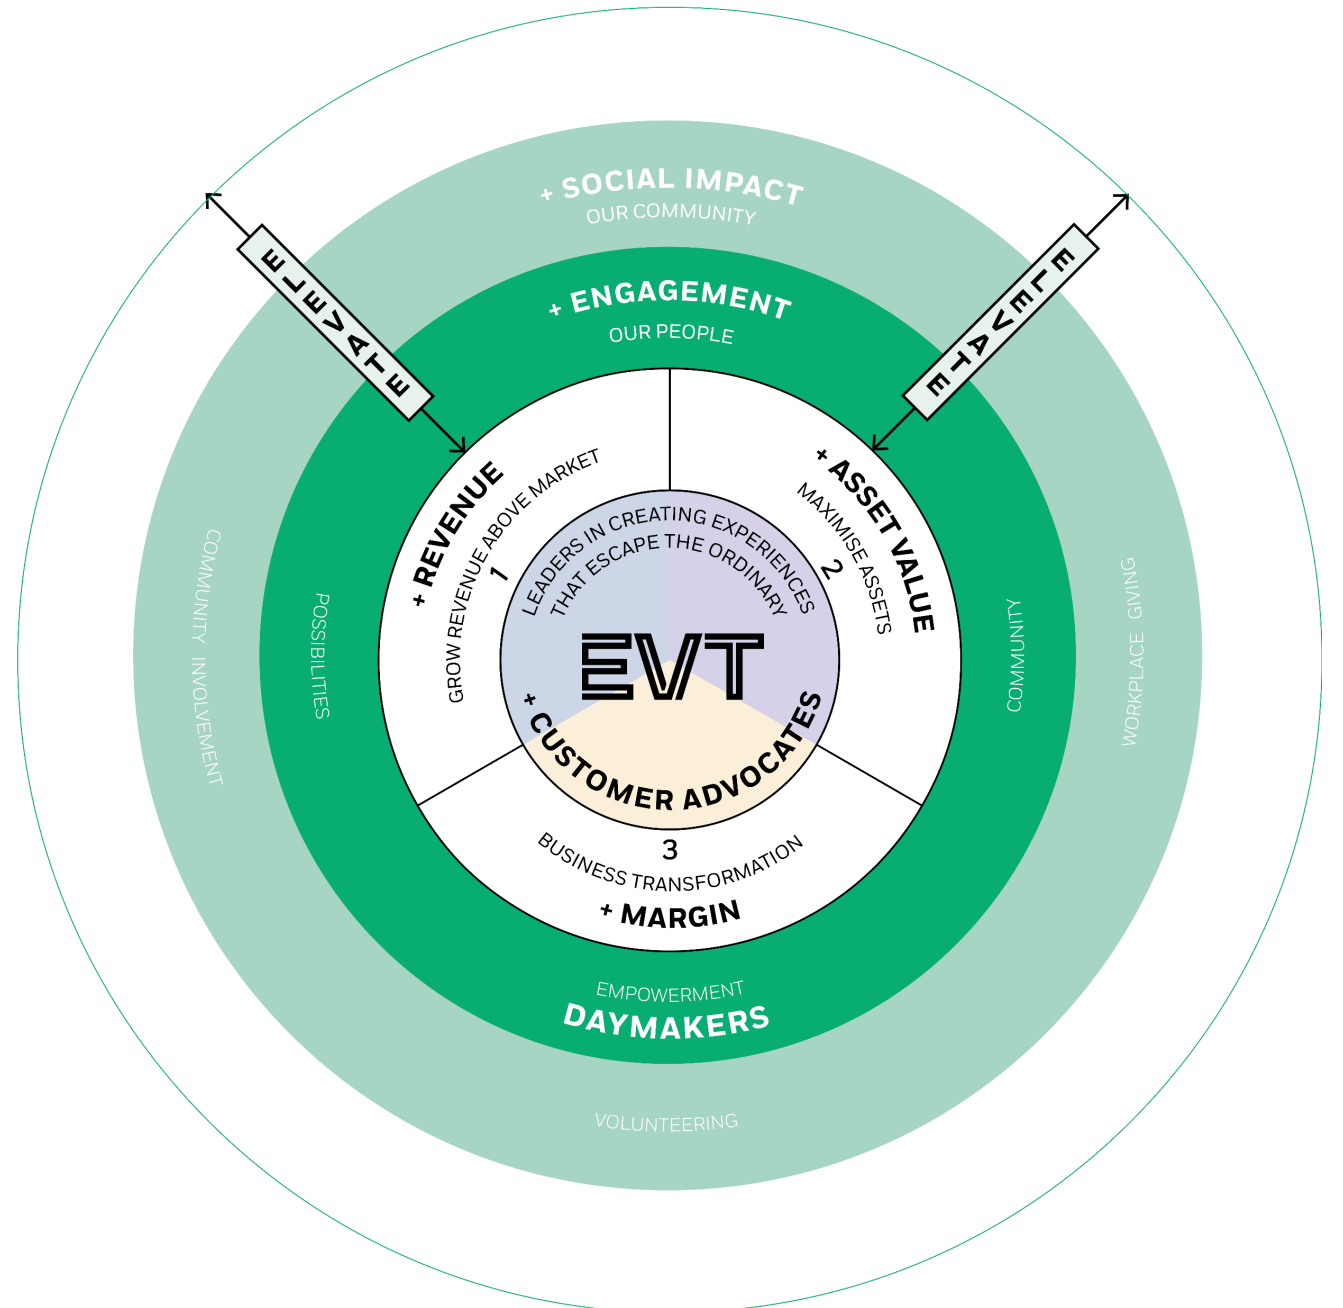 + SOCIAL IMPACT
OUR COMMUNITY
+ ENGAGEMENT
OUR PEOPLE
ELEVATE
ELEVATE
+ REVENUE
GROW REVENUE ABOVE MARKET
1
+ ASSET VALUE
MAXIMISE ASSETS
2
LEADERS IN CREATING EXPERIENCES
THAT ESCAPE THE ORDINARY
EVT
+ CUSTOMER ADVOCATES
COMMUNITY INVOLVEMENT
POSSIBILITIES
COMMUNITY
WORKPLACE GIVING
3
BUSINESS TRANSFORMATION
+ MARGIN
EMPOWERMENT
DAYMAKERS
VOLUNTEERING